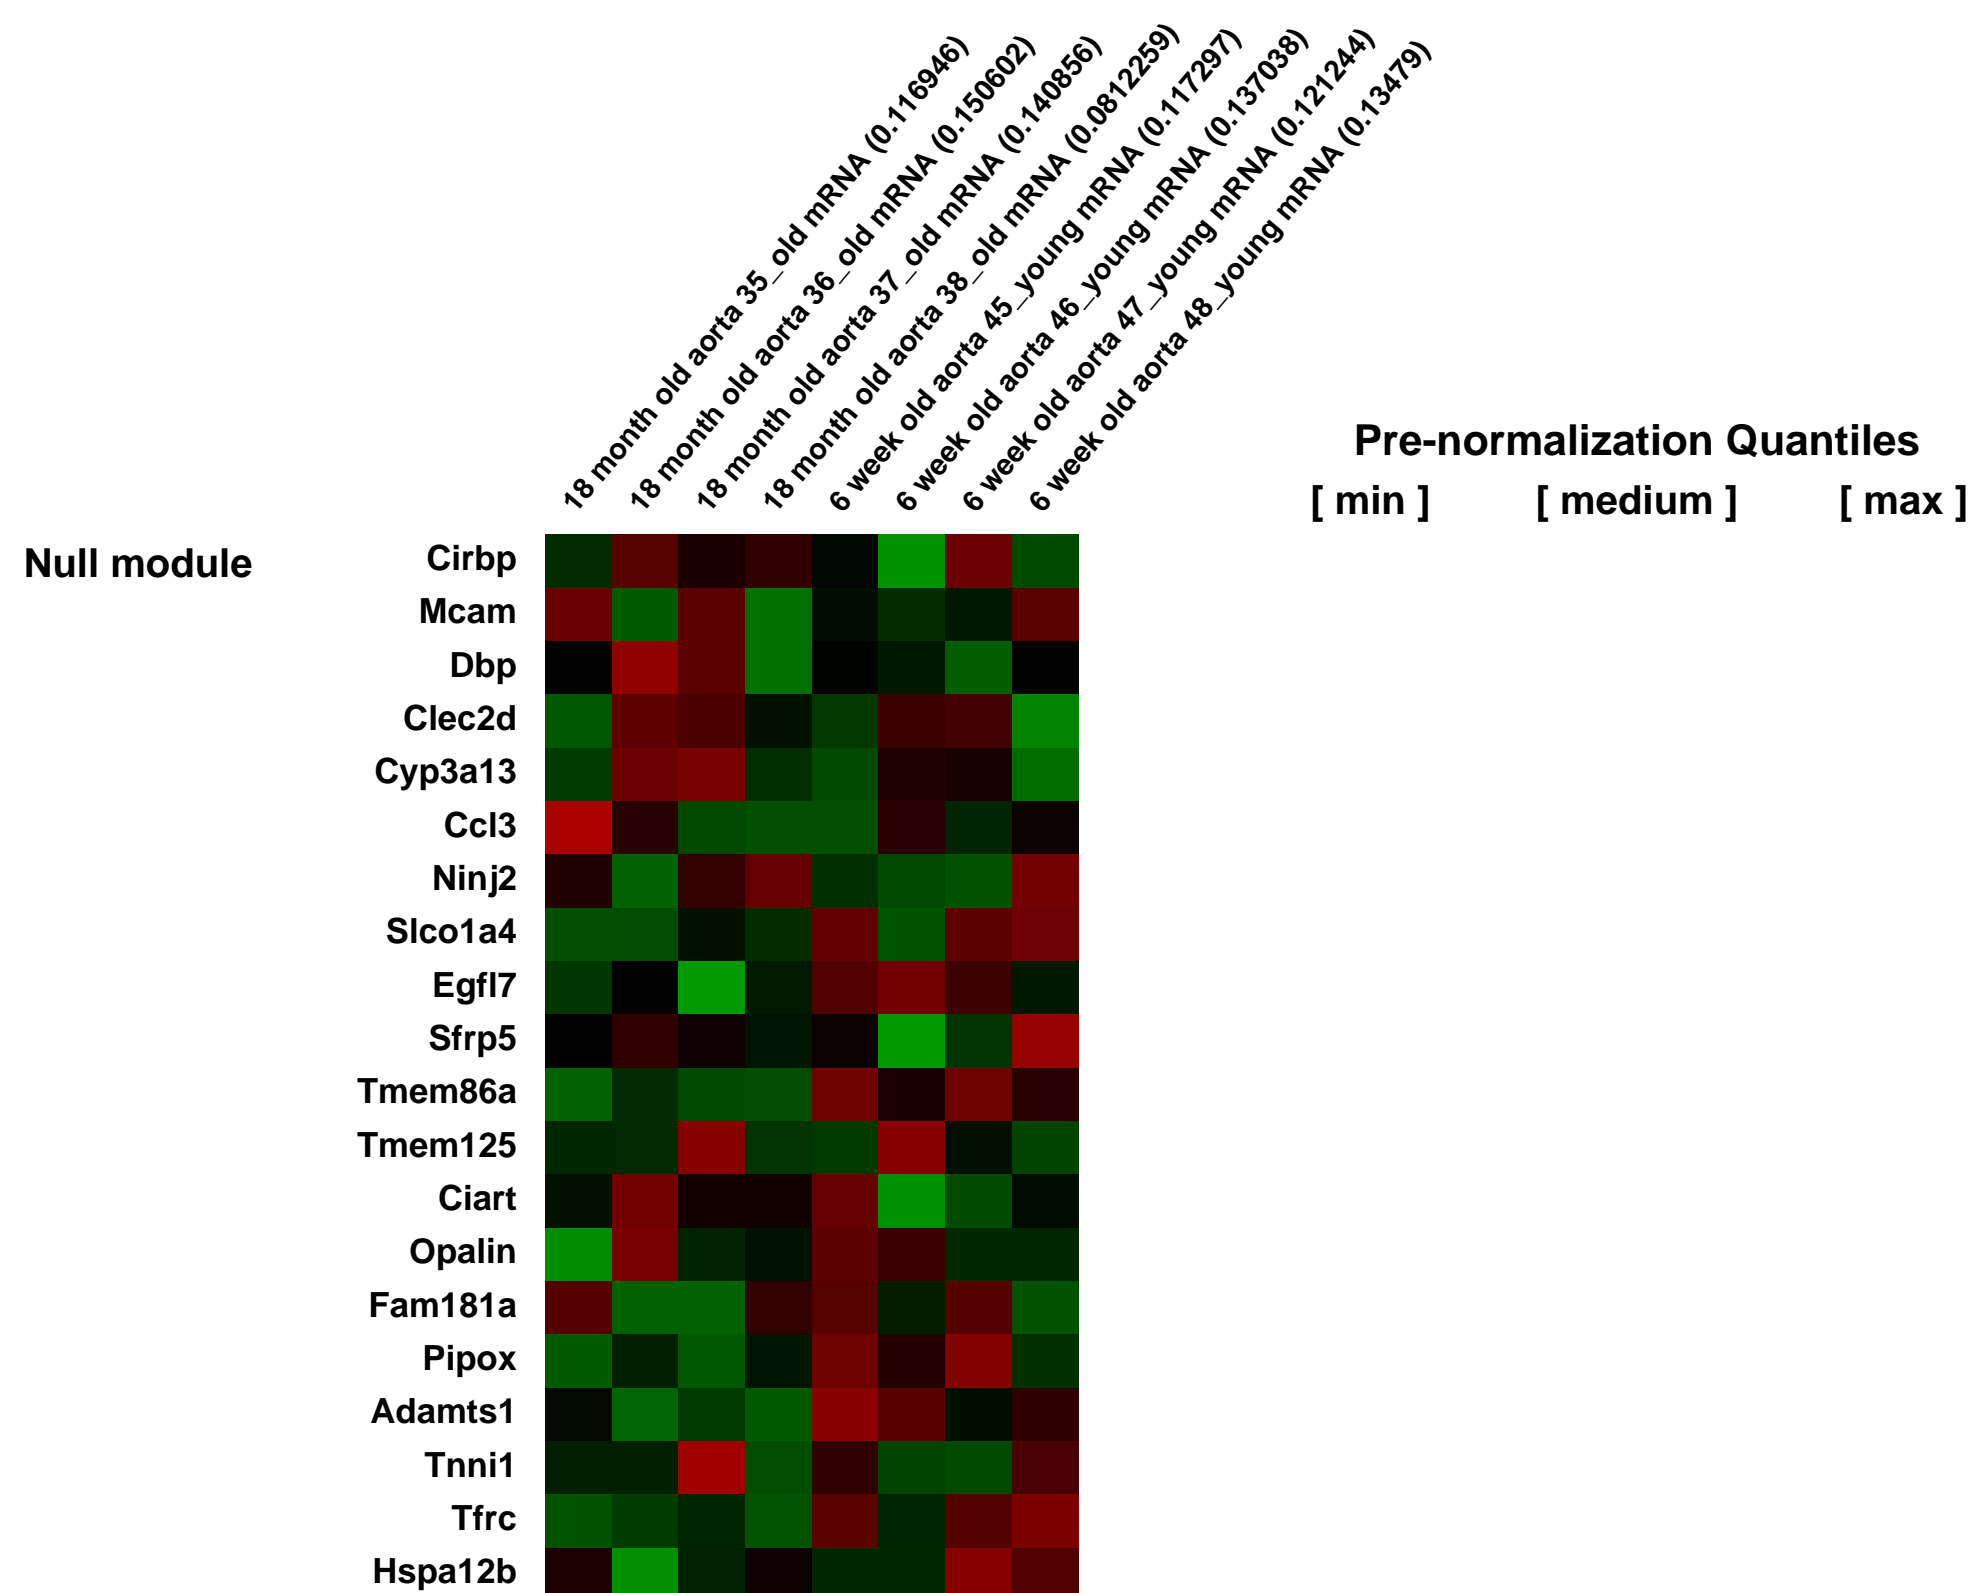 18 month old aorta 35_old mRNA (0.116946)
18 month old aorta 36_old mRNA (0.150602)
18 month old aorta 37_old mRNA (0.140856)
18 month old aorta 38_old mRNA (0.0812259)
6 week old aorta 45_young mRNA (0.117297)
6 week old aorta 46_young mRNA (0.137038)
6 week old aorta 47_young mRNA (0.121244)
6 week old aorta 48_young mRNA (0.13479)
Pre-normalization Quantiles
[ min ] [ medium ] [ max ]
Null module
Cirbp
Mcam
Dbp
Clec2d
Cyp3a13
Ccl3
Ninj2
Slco1a4
Egfl7
Sfrp5
Tmem86a
Tmem125
Ciart
Opalin
Fam181a
Pipox
Adamts1
Tnni1
Tfrc
Hspa12b